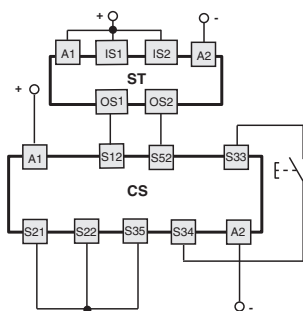 + -
A1 IS1 IS2 A2
ST
OS1 OS2
+
A1 S12 S52 S33
CS
S21 S22 S35 S34 A2
-